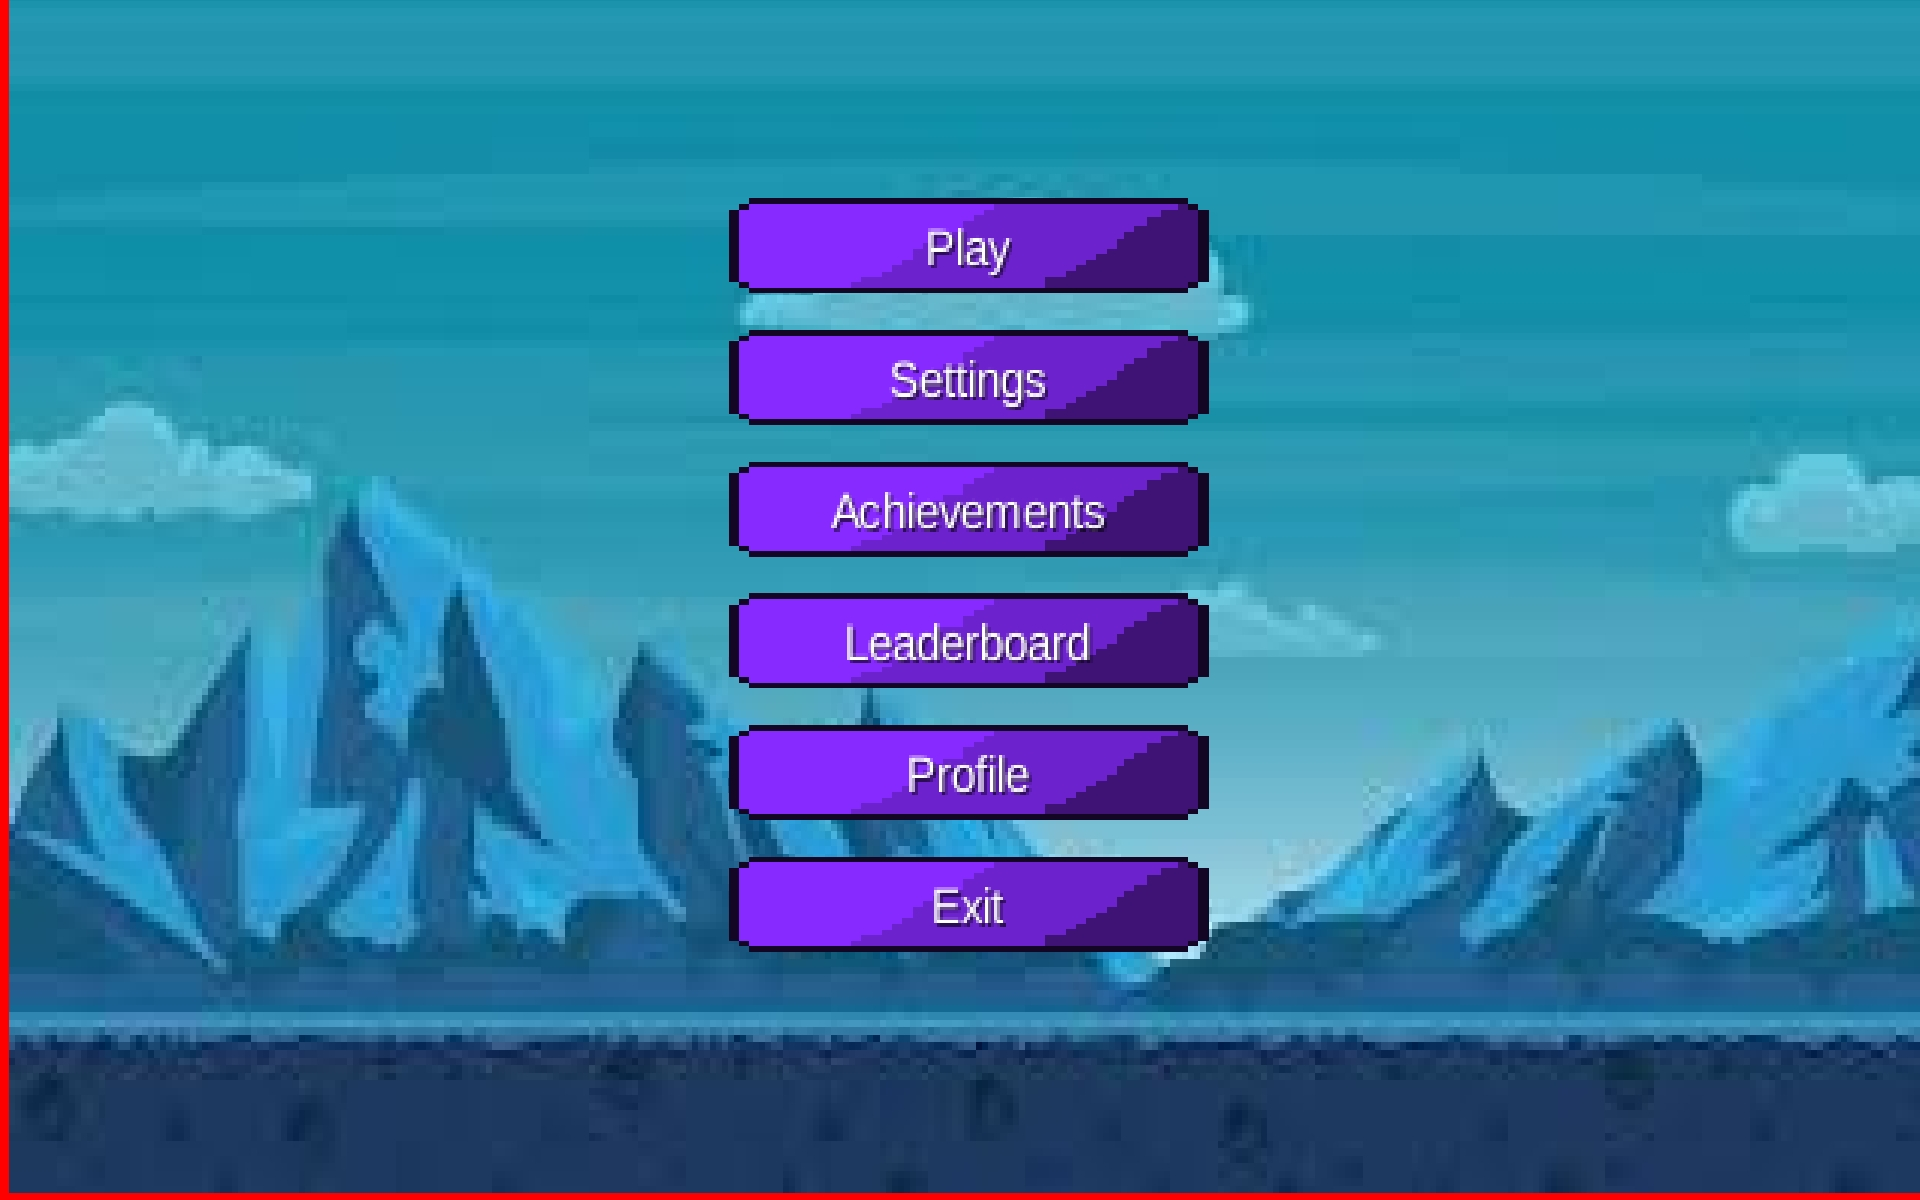 Play
Settings
Achievements
Leaderboard
Profile
Exit